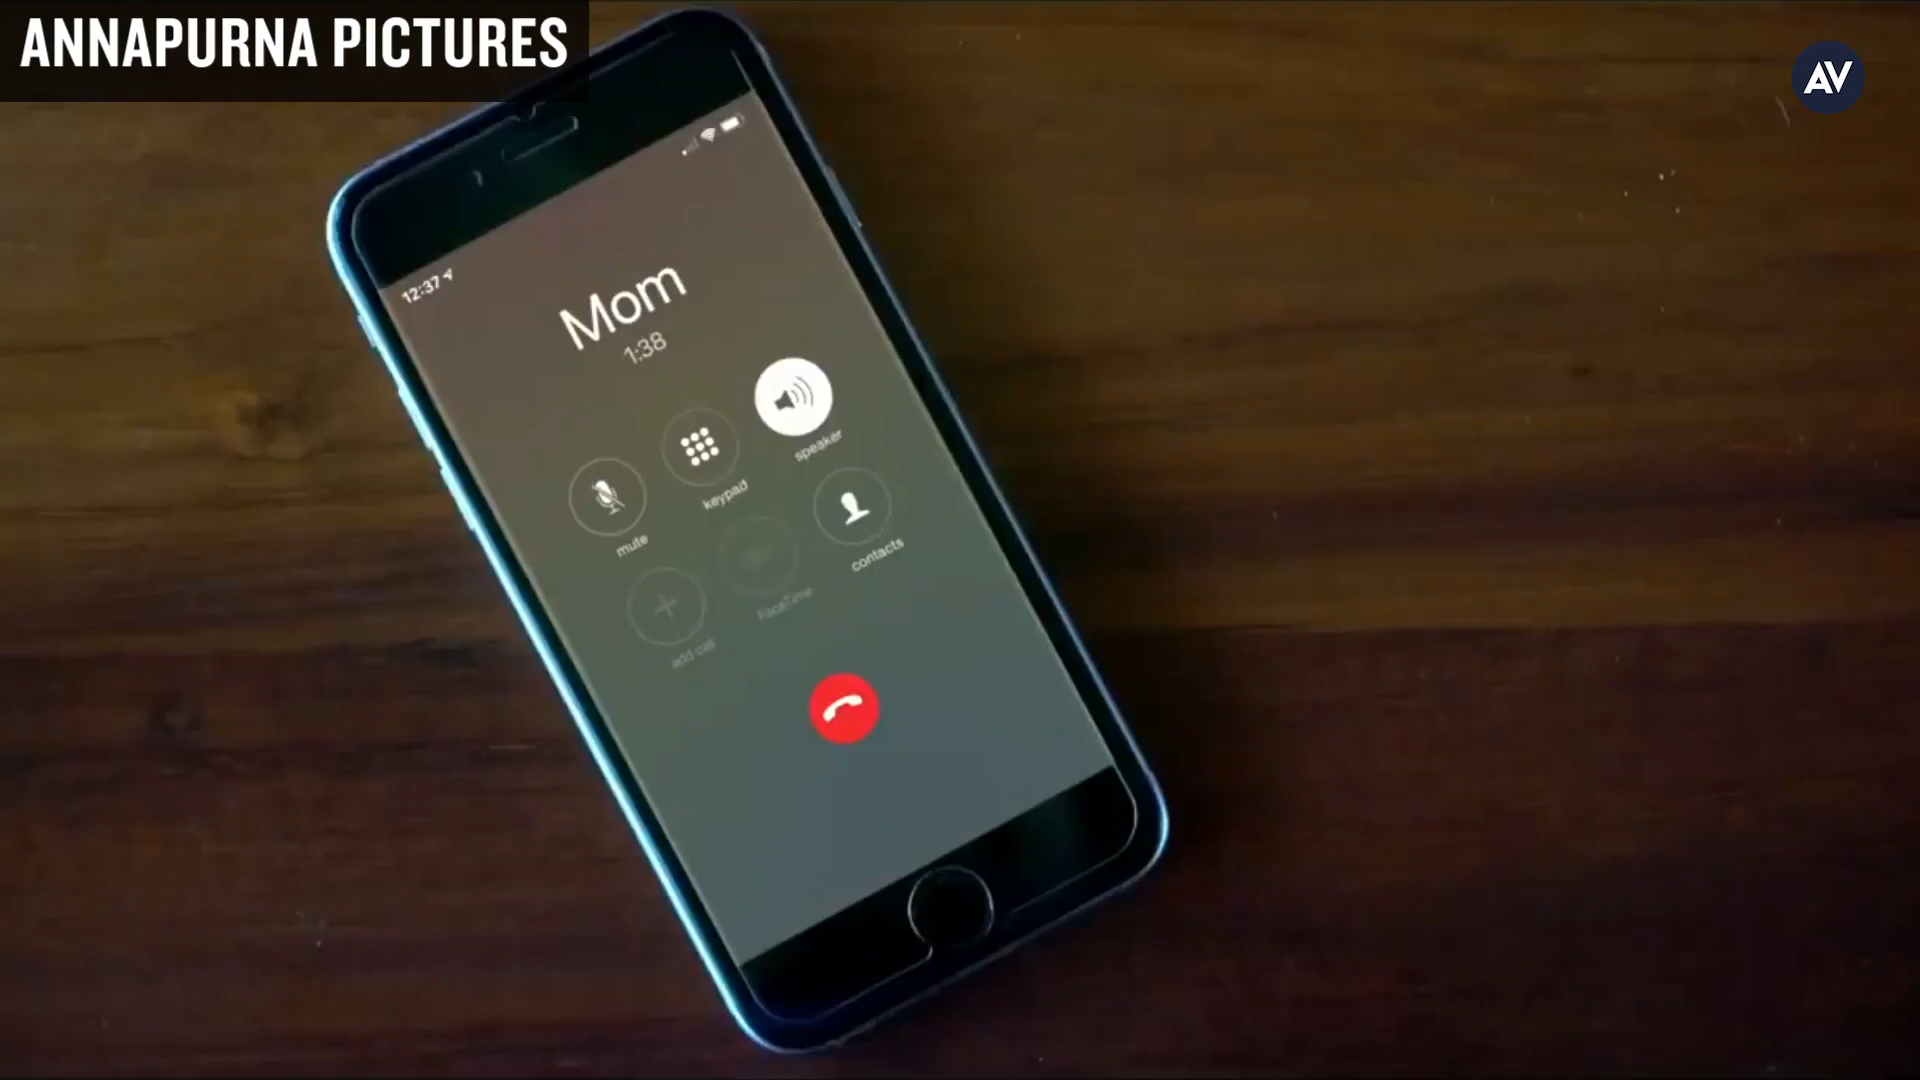 ANNAPURNA PICTURES
AV
12:37
Mom
1:38
mute
keypad
speaker
add call
FaceTime
contacts